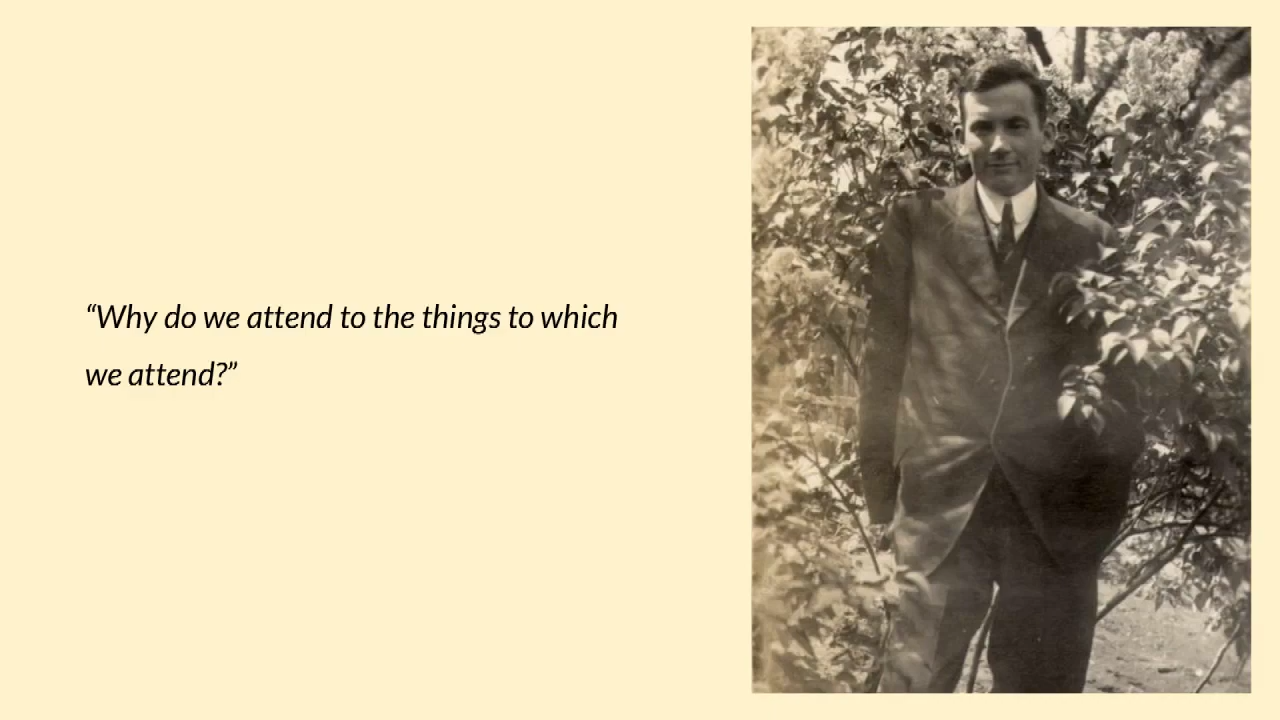 “Why do we attend to the things to which
we attend?”